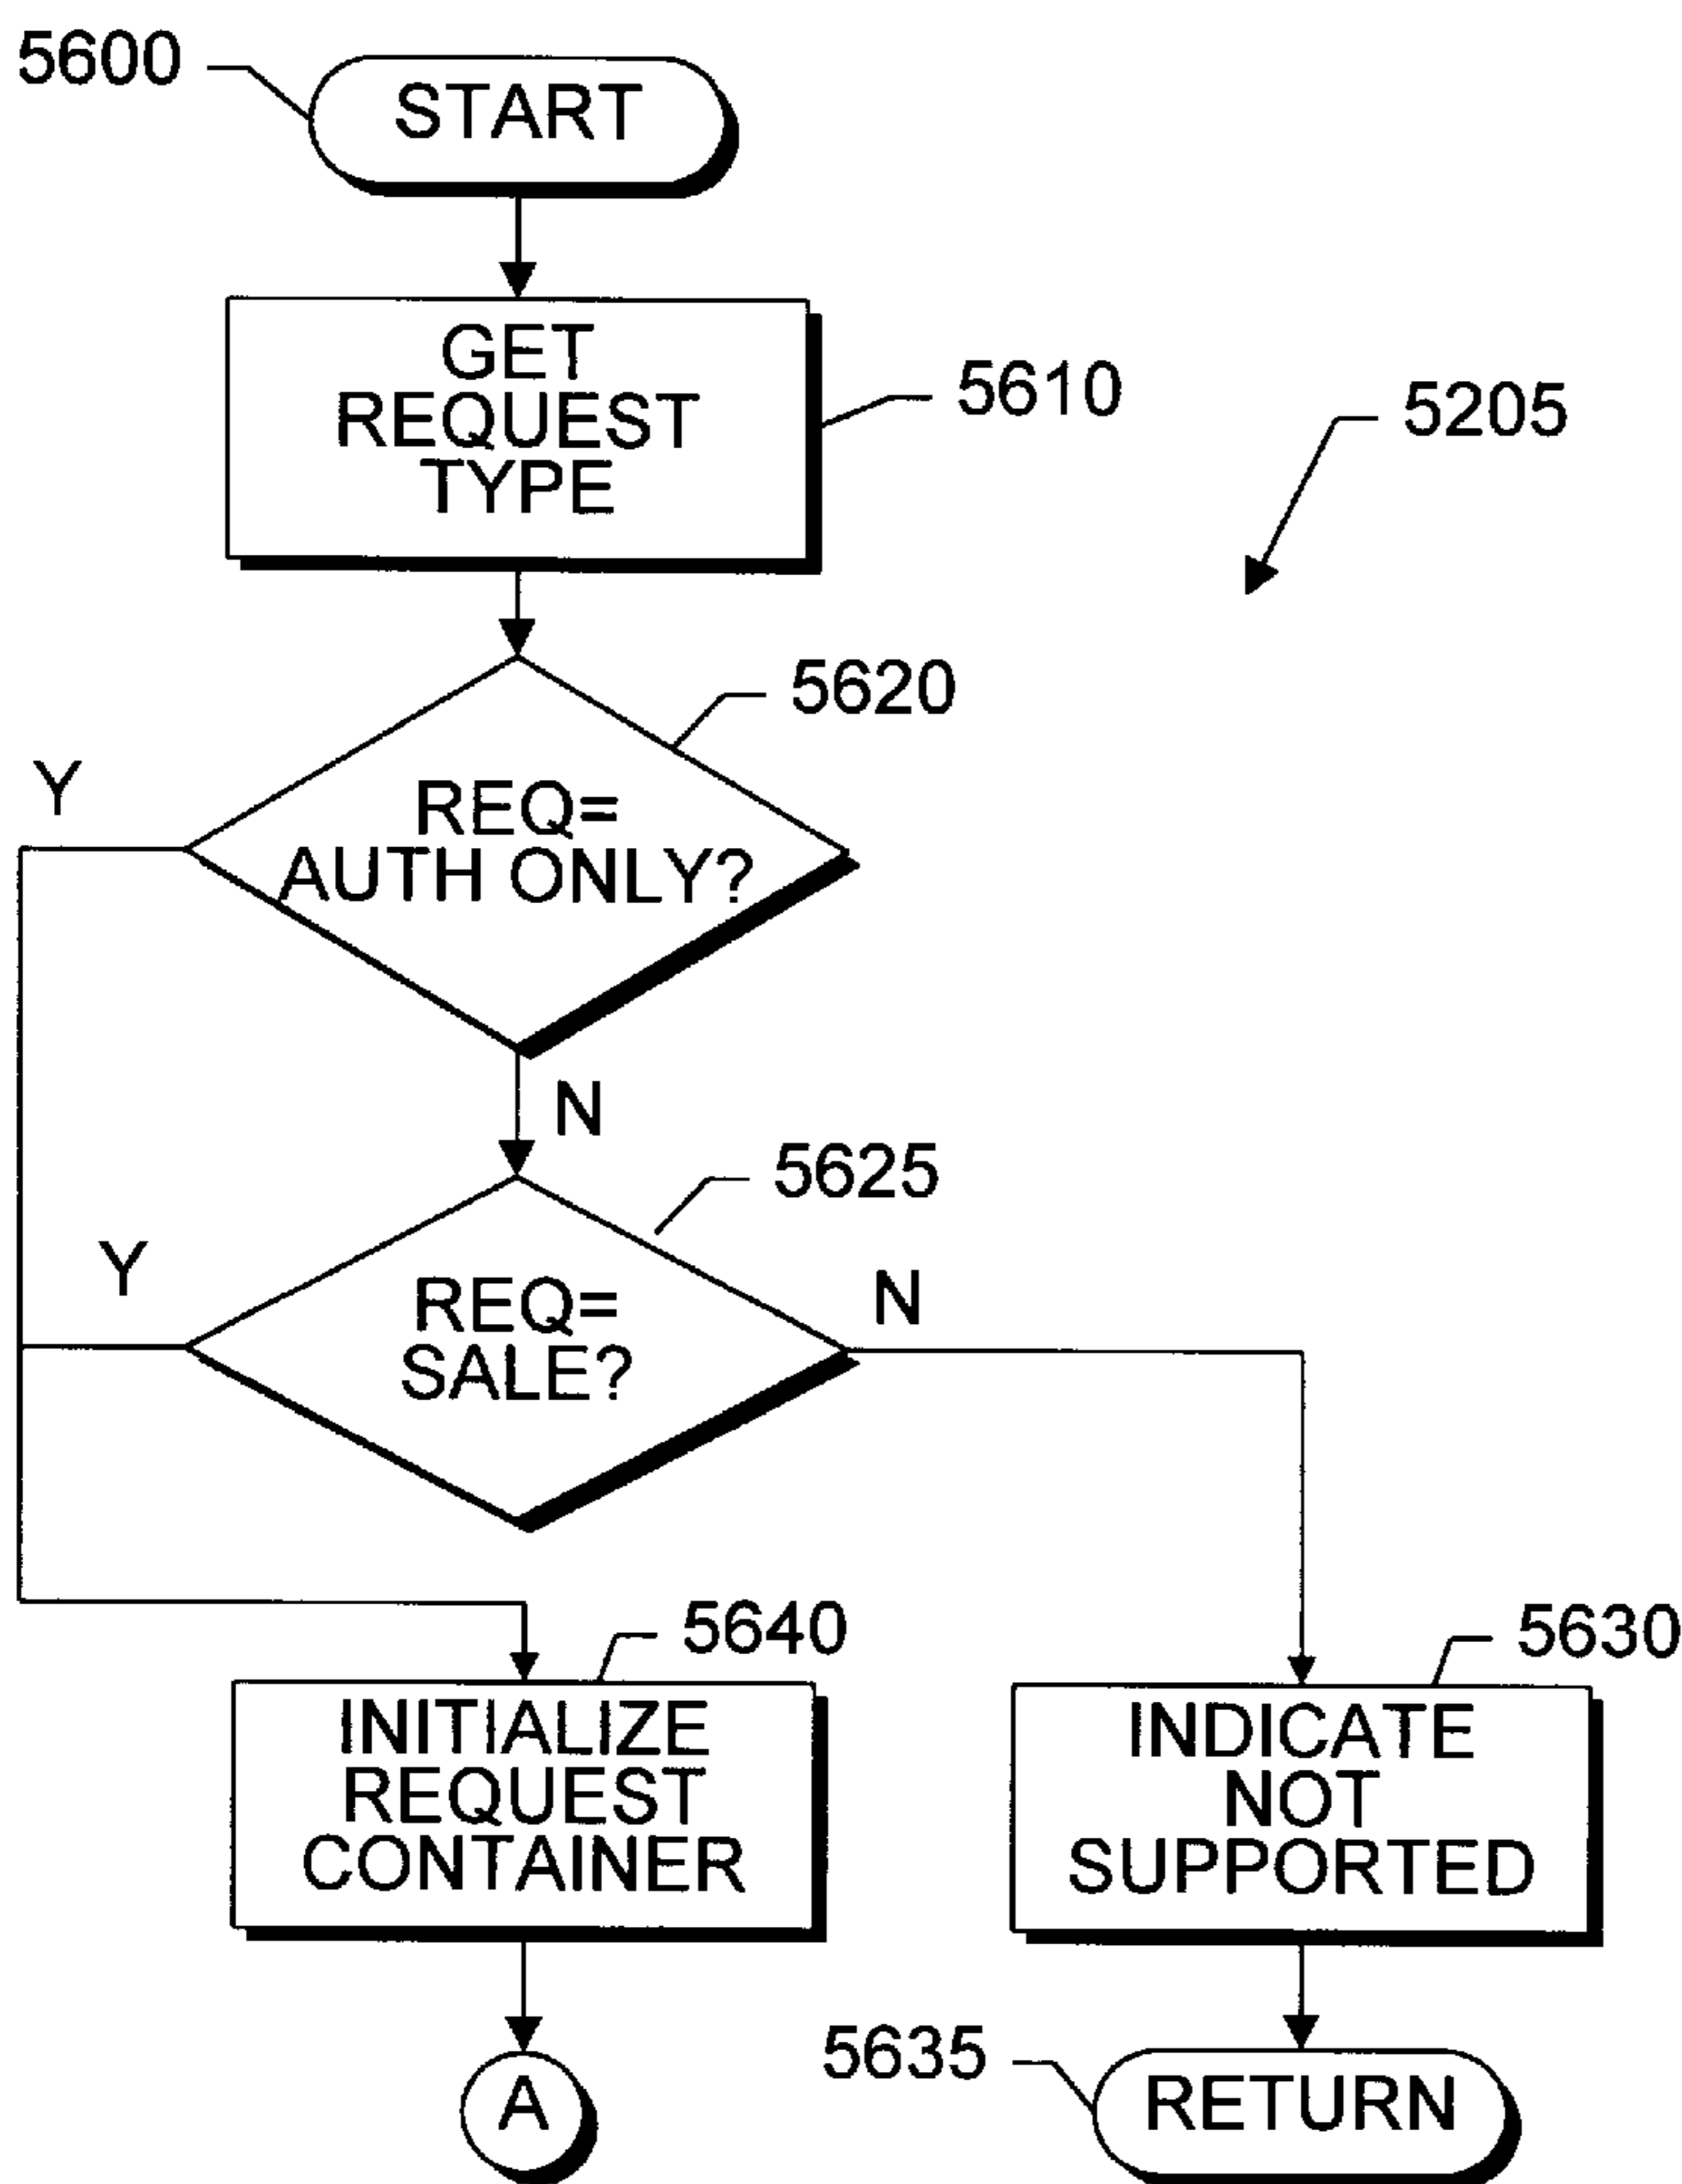 5600
START
GET
REQUEST
TYPE
5610
5205
5620
Y
REQ=
AUTH ONLY?
N
5625
Y
REQ=
SALE?
N
5640
INITIALIZE
REQUEST
CONTAINER
5630
INDICATE
NOT
SUPPORTED
A
5635
RETURN